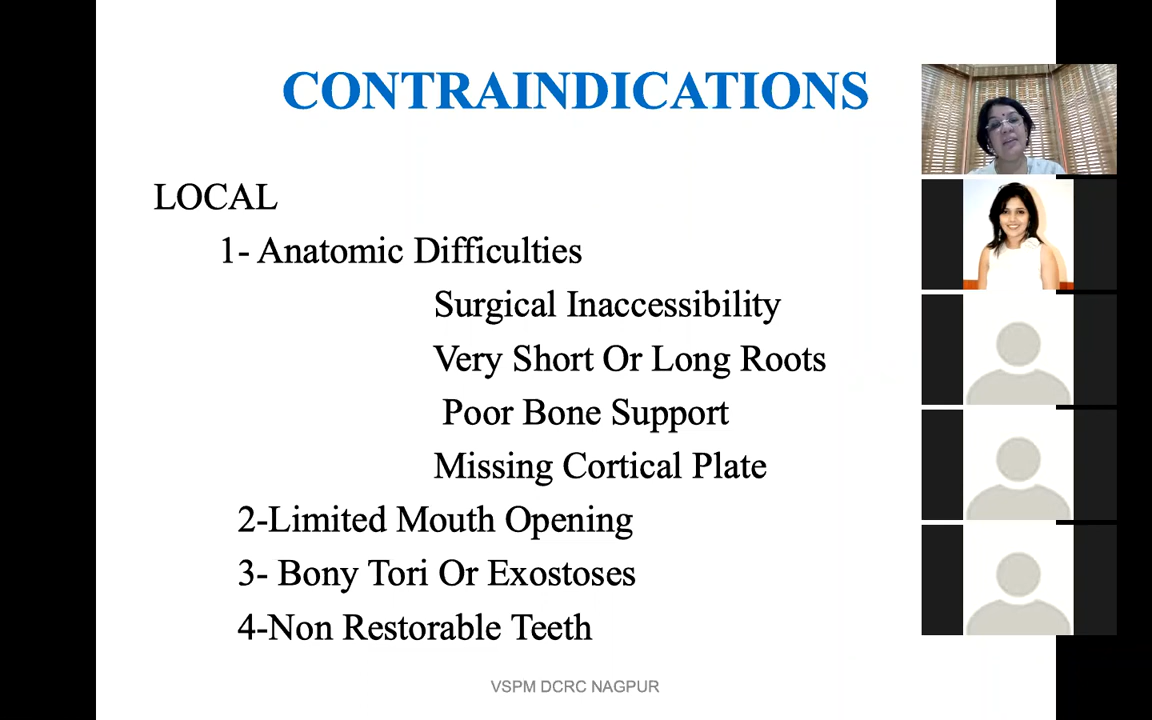 CONTRAINDICATIONS
LOCAL
1- Anatomic Difficulties
Surgical Inaccessibility
Very Short Or Long Roots
Poor Bone Support
Missing Cortical Plate
2-Limited Mouth Opening
3- Bony Tori Or Exostoses
4-Non Restorable Teeth
VSPM DCRC NAGPUR